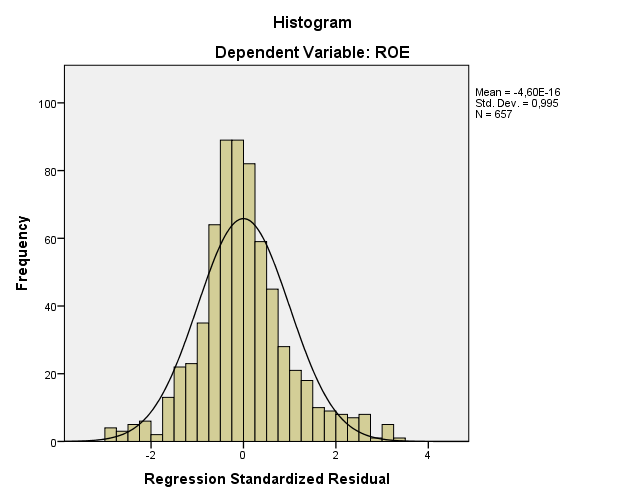 Histogram
Dependent Variable: ROE
Mean = -4,60E-16
Std. Dev. = 0,995
N = 657
Frequency
100
80
60
40
20
0
-2 0 2 4
Regression Standardized Residual